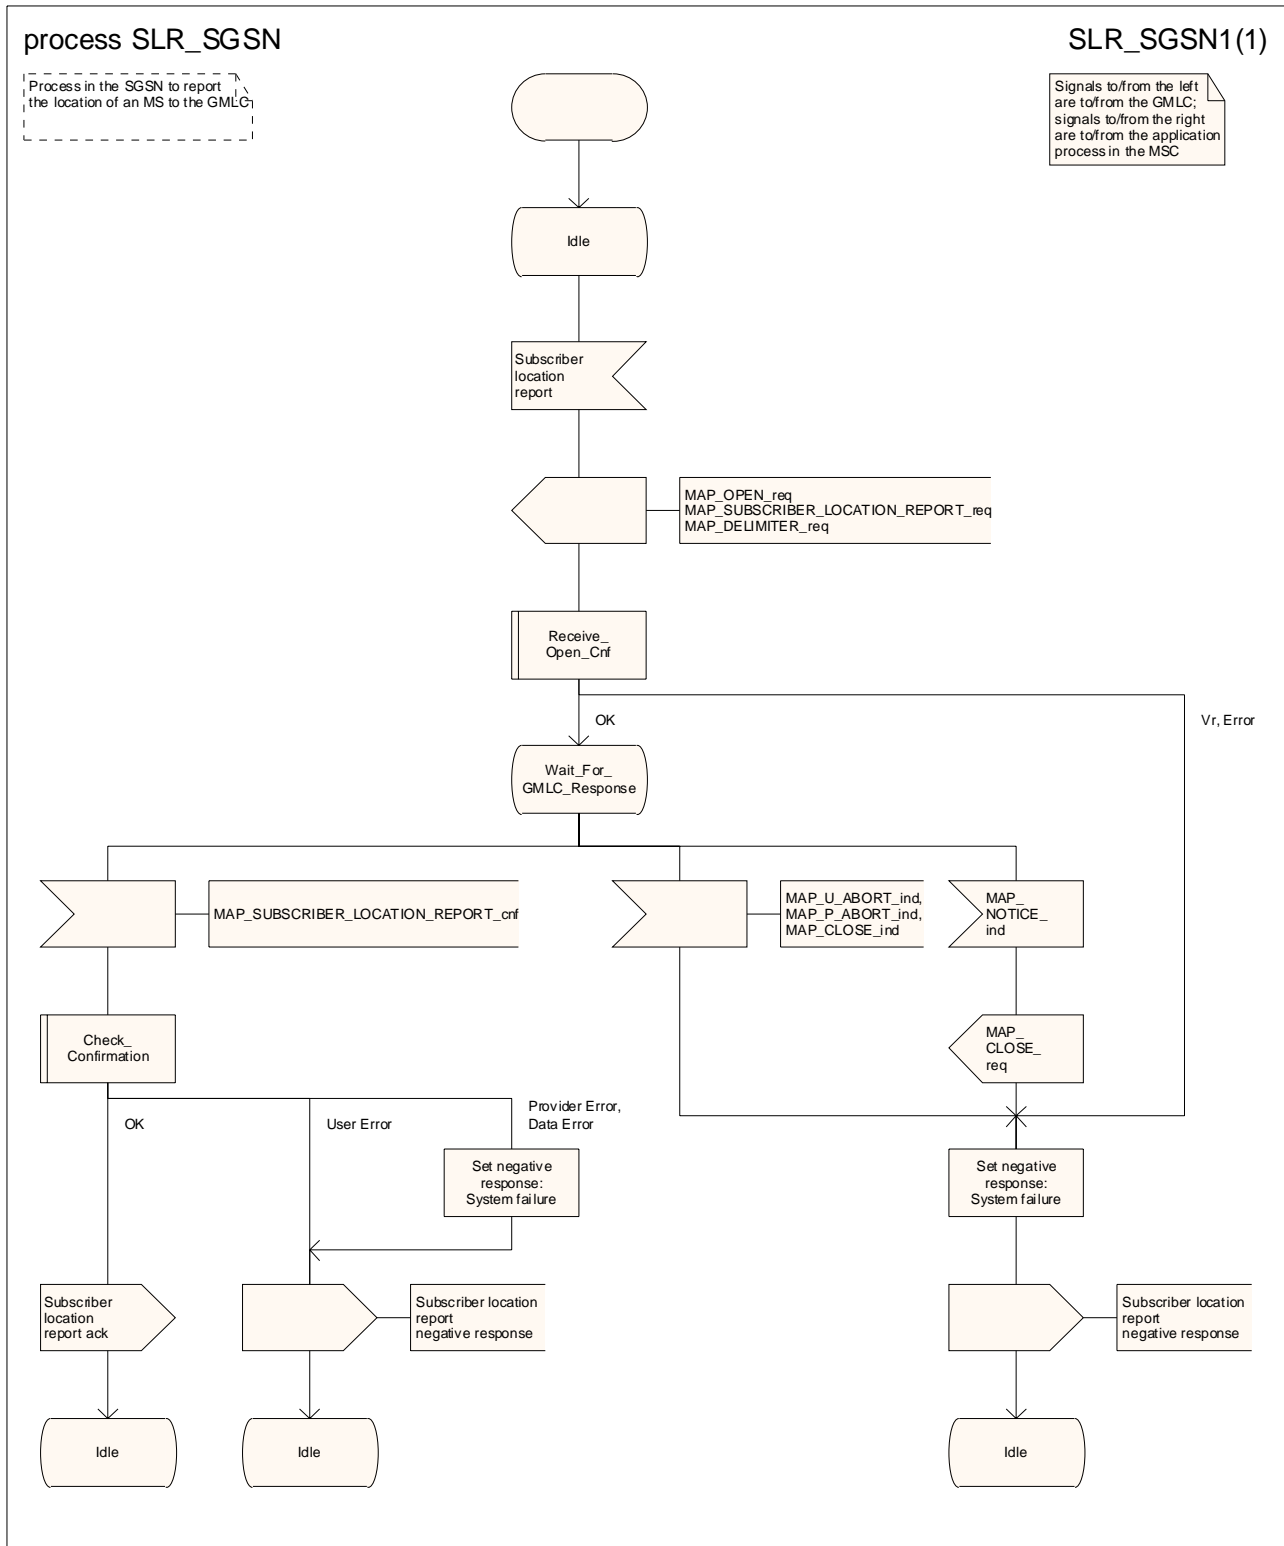 process SLR_SGSN
SLR_SGSN1(1)
Process in the SGSN to report
the location of an MS to the GMLC
Signals to/from the left
are to/from the GMLC;
signals to/from the right
are to/from the application
process in the MSC
Idle
Subscriber
location
report
MAP_OPEN_req
MAP_SUBSCRIBER_LOCATION_REPORT_req
MAP_DELIMITER_req
Receive_
Open_Cnf
OK
Vr, Error
Wait_For_
GMLC_Response
MAP_SUBSCRIBER_LOCATION_REPORT_cnf
MAP_U_ABORT_ind,
MAP_P_ABORT_ind,
MAP_CLOSE_ind
MAP_
NOTICE_
ind
Check_
Confirmation
MAP_
CLOSE_
req
OK
User Error
Provider Error,
Data Error
Set negative
response:
System failure
Set negative
response:
System failure
Subscriber
location
report ack
Subscriber location
report
negative response
Subscriber location
report
negative response
Idle
Idle
Idle